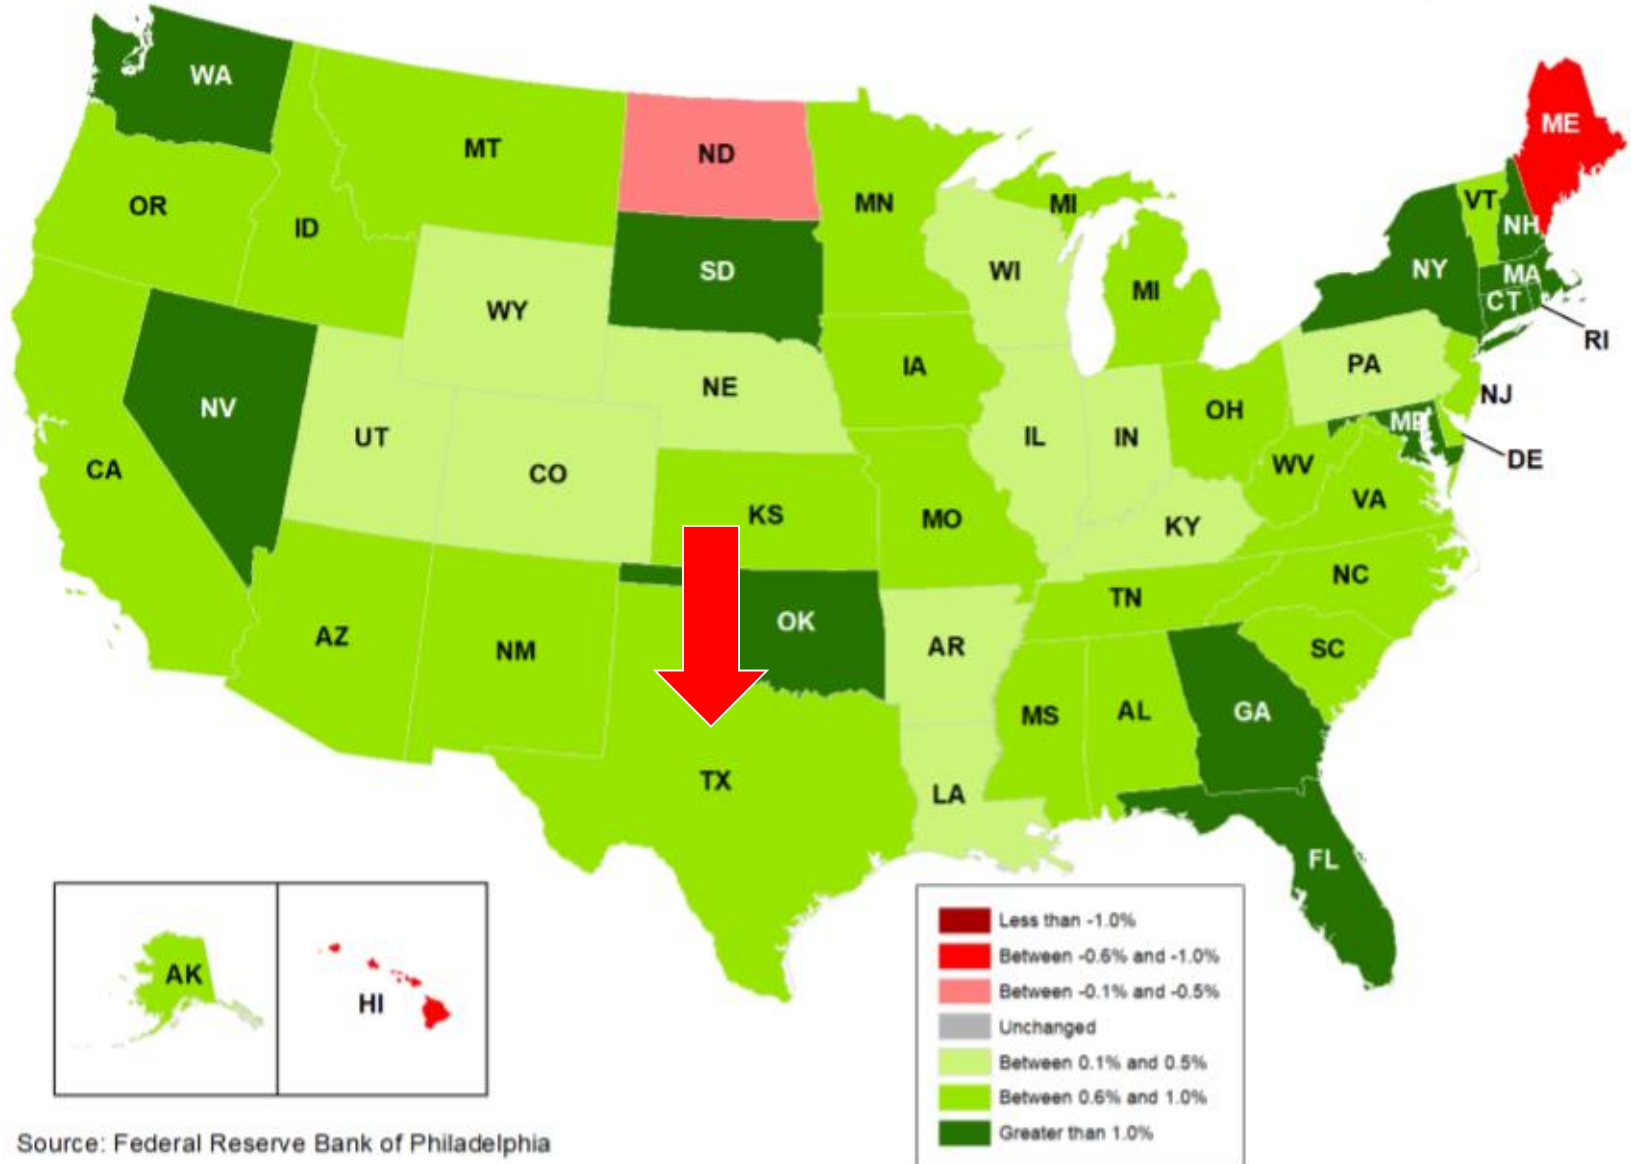 WA
MT
ND
MN
OR
ID
SD
WY
WI
MI
MI
ME
VT
NH
NY
MA
CT
RI
NV
UT
CO
NE
IA
IL
IN
OH
PA
NJ
MD
DE
CA
KS
MO
KY
WV
VA
AZ
NM
OK
AR
TN
NC
SC
TX
LA
MS
AL
GA
FL
AK
HI
Less than -1.0%
Between -0.6% and -1.0%
Between -0.1% and -0.5%
Unchanged
Between 0.1% and 0.5%
Between 0.6% and 1.0%
Greater than 1.0%
Source: Federal Reserve Bank of Philadelphia